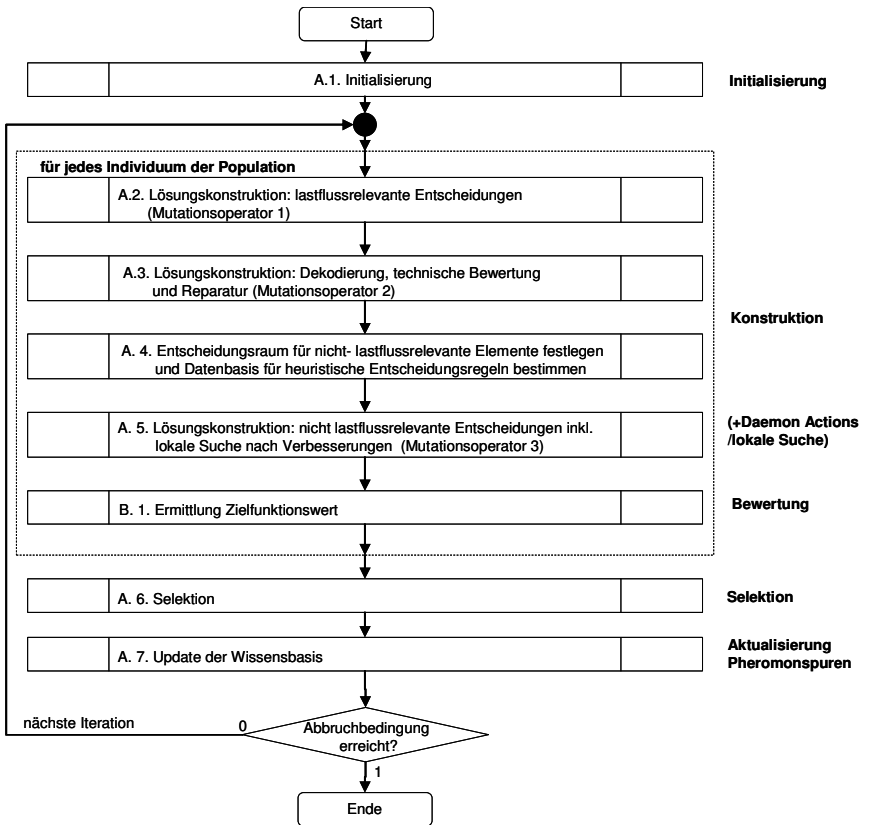 Start
A.1. Initialisierung
Initialisierung
für jedes Individuum der Population
A.2. Lösungskonstruktion: lastflussrelevante Entscheidungen
(Mutationsoperator 1)
A.3. Lösungskonstruktion: Dekodierung, technische Bewertung
und Reparatur (Mutationsoperator 2)
Konstruktion
A. 4. Entscheidungsraum für nicht- lastflussrelevante Elemente festlegen
und Datenbasis für heuristische Entscheidungsregeln bestimmen
A. 5. Lösungskonstruktion: nicht lastflussrelevante Entscheidungen inkl.
lokale Suche nach Verbesserungen (Mutationsoperator 3)
(+Daemon Actions
/lokale Suche)
B. 1. Ermittlung Zielfunktionswert
Bewertung
A. 6. Selektion
Selektion
A. 7. Update der Wissensbasis
Aktualisierung
Pheromonspuren
nächste Iteration
0
Abbruchbedingung
erreicht?
1
Ende